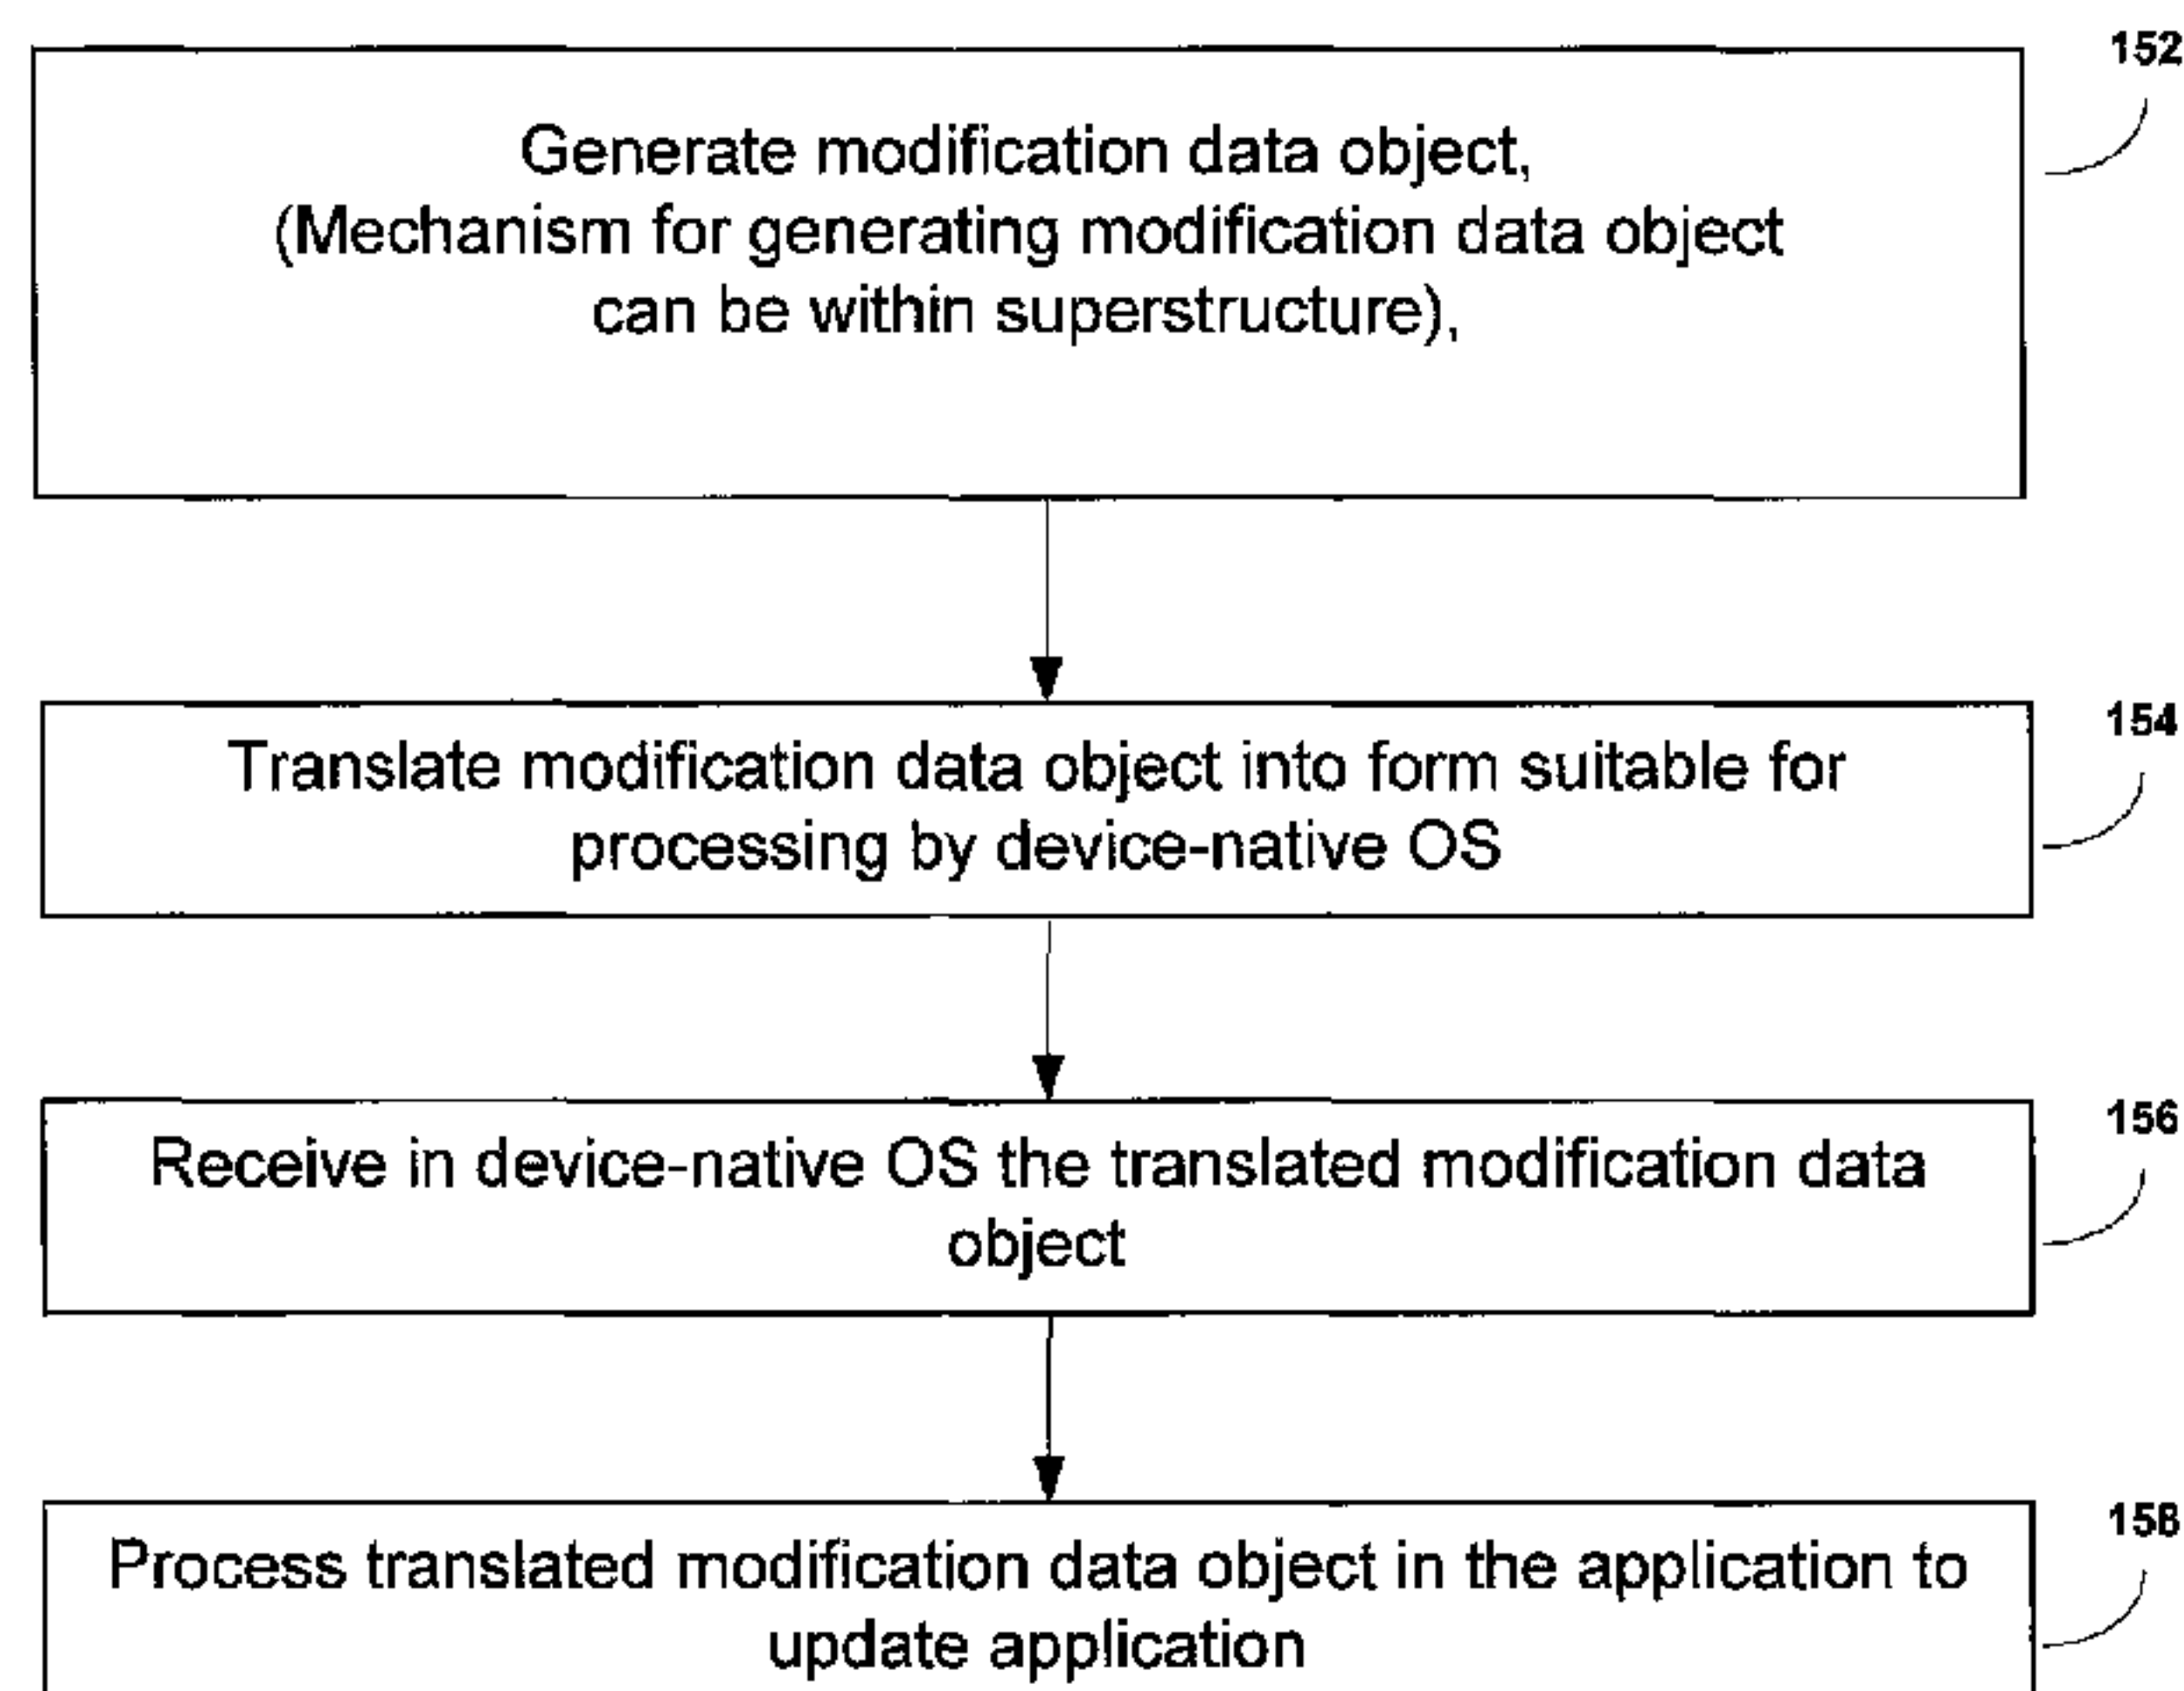 152
Generate modification data object,
(Mechanism for generating modification data object
can be within superstructure),
154
Translate modification data object into form suitable for
processing by device-native OS
156
Receive in device-native OS the translated modification data
object
158
Process translated modification data object in the application to
update application